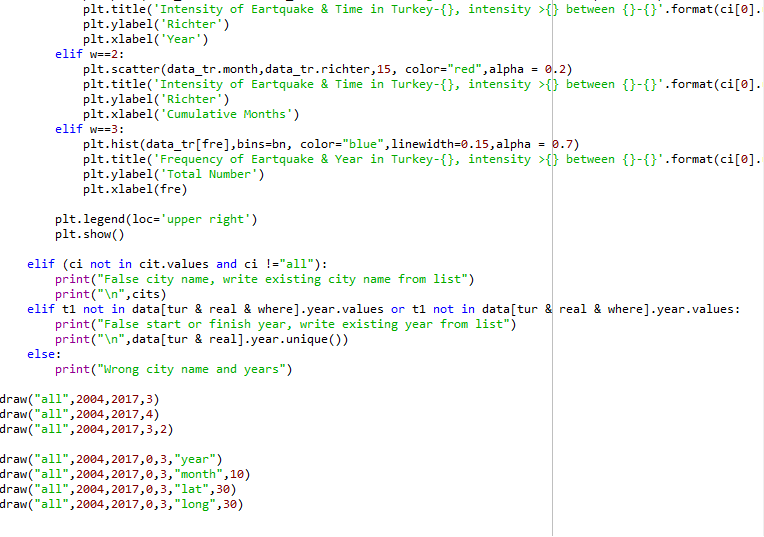 plt.title('Intensity of Eartquake & Time in Turkey-{}, intensity >{} between {}-{}'.format(ci[0].
plt.ylabel('Richter')
plt.xlabel('Year')
elif w==2:
plt.scatter(data_tr.month,data_tr.richter,15, color="red",alpha = 0.2)
plt.title('Intensity of Eartquake & Time in Turkey-{}, intensity >{} between {}-{}'.format(ci[0].
plt.ylabel('Richter')
plt.xlabel('Cumulative Months')
elif w==3:
plt.hist(data_tr[fre],bins=bn, color="blue",linewidth=0.15,alpha = 0.7)
plt.title('Frequency of Eartquake & Year in Turkey-{}, intensity >{} between {}-{}'.format(ci[0].
plt.ylabel('Total Number')
plt.xlabel(fre)
plt.legend(loc='upper right')
plt.show()
elif (ci not in cit.values and ci !="all"):
print("False city name, write existing city name from list")
print("\n",cits)
elif t1 not in data[tur & real & where].year.values or t1 not in data[tur & real & where].year.values:
print("False start or finish year, write existing year from list")
print("\n",data[tur & real].year.unique())
else:
print("Wrong city name and years")
draw("all",2004,2017,3)
draw("all",2004,2017,4)
draw("all",2004,2017,3,2)
draw("all",2004,2017,0,3,"year")
draw("all",2004,2017,0,3,"month",10)
draw("all",2004,2017,0,3,"lat",30)
draw("all",2004,2017,0,3,"long",30)